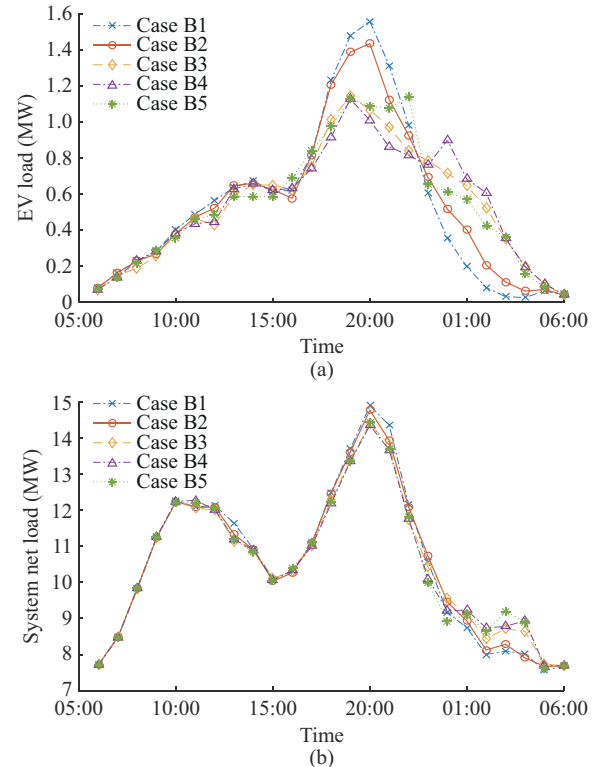 1.6
1.4
1.2
1.0
0.8
0.6
0.4
0.2
0
EV load (MW)
Case B1
Case B2
Case B3
Case B4
Case B5
05:00 10:00 15:00 20:00 01:00 06:00
Time
(a)
15
14
13
12
11
10
9
8
7
System net load (MW)
Case B1
Case B2
Case B3
Case B4
Case B5
05:00 10:00 15:00 20:00 01:00 06:00
Time
(b)